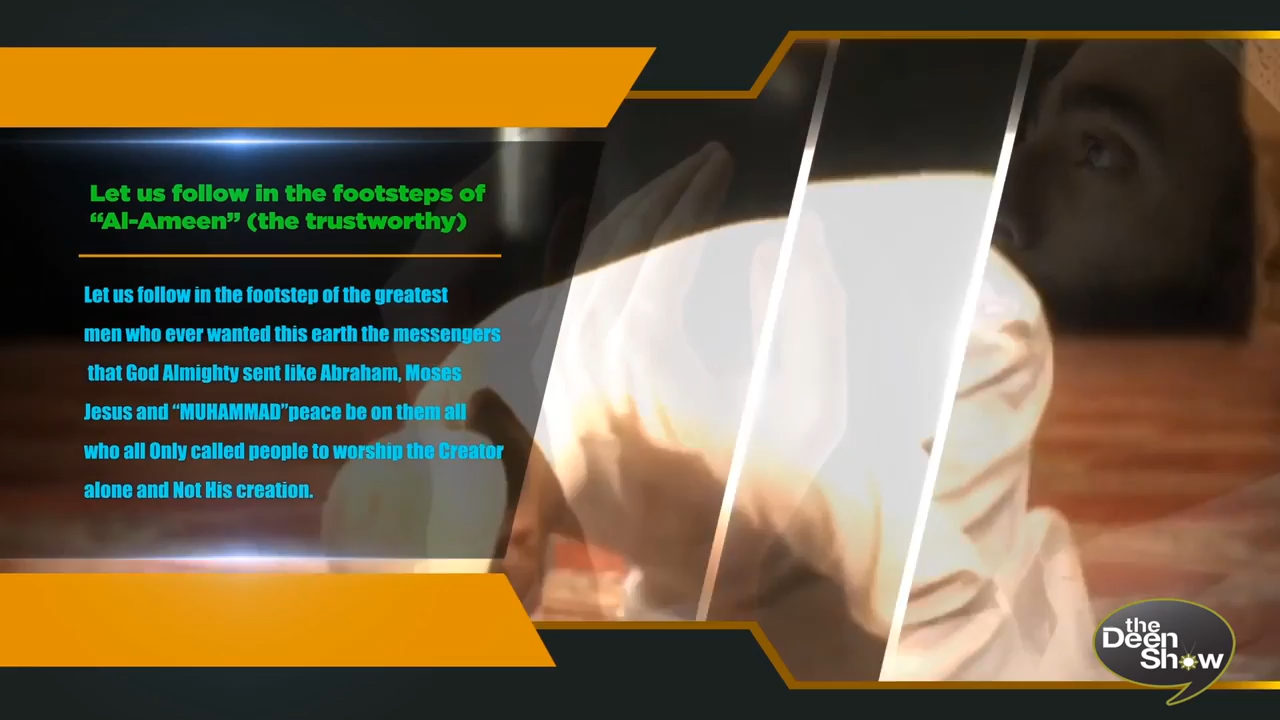 Let us follow in the footsteps of
“Al-Ameen” (the trustworthy)
Let us follow in the footstep of the greatest
men who ever wanted this earth the messengers
that God Almighty sent like Abraham, Moses
Jesus and “MUHAMMAD”peace be on them all
who all Only called people to worship the Creator
alone and Not His creation.
the
Deen
Show